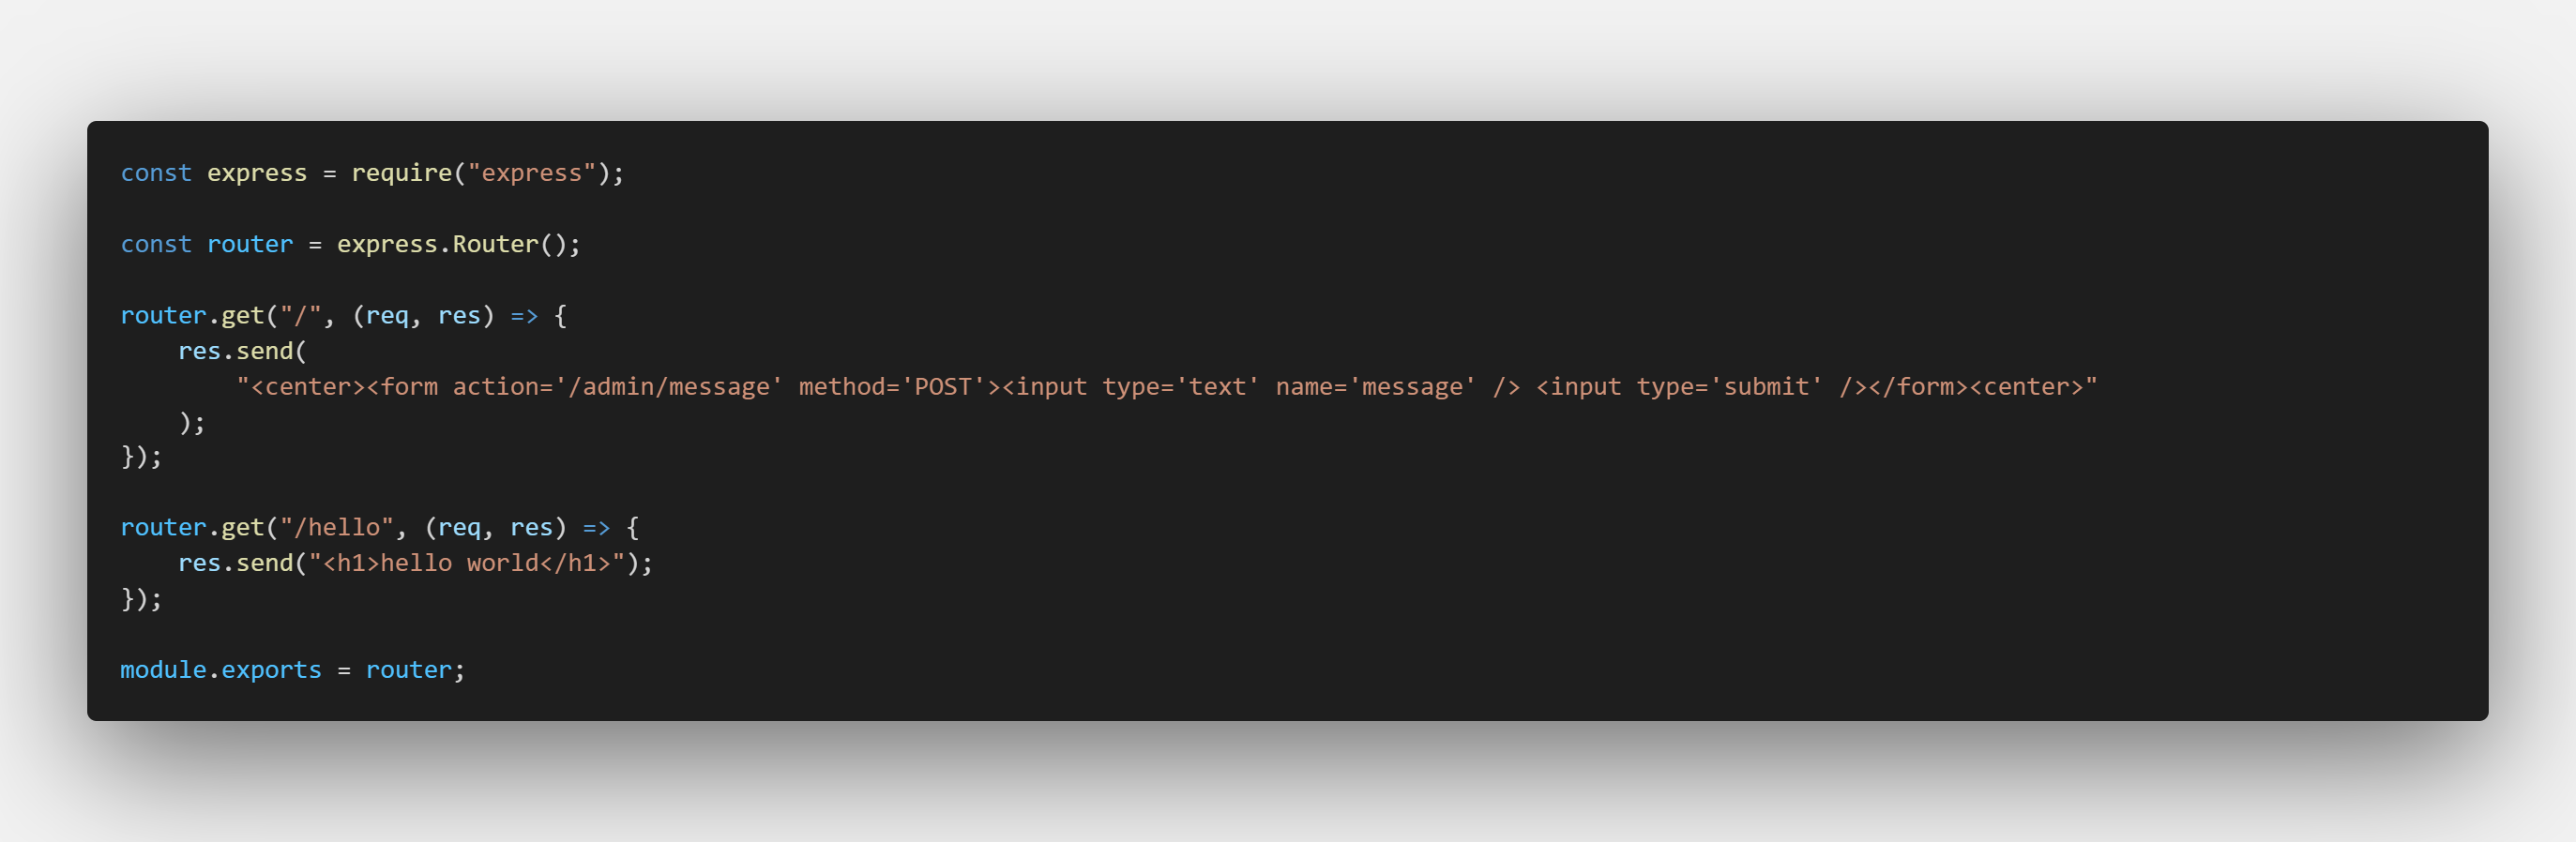 const express = require("express");
const router = express.Router();
router.get("/", (req, res) => {
    res.send(
        "<center><form action='/admin/message' method='POST'><input type='text' name='message' /> <input type='submit' /></form><center>"
    );
});
router.get("/hello", (req, res) => {
    res.send("<h1>hello world</h1>");
});
module.exports = router;